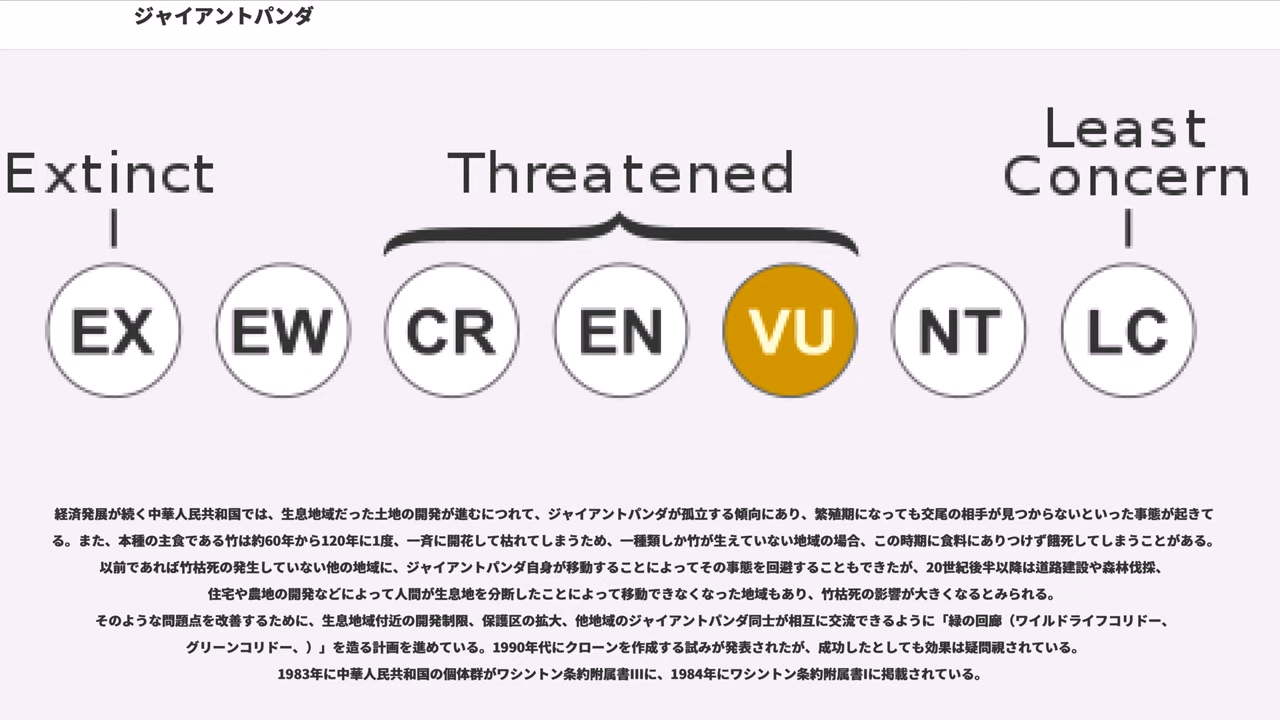 ジャイアントパンダ
Extinct
Threatened
Least
Concern
EX EW CR EN VU NT LC
経済発展が続く中華人民共和国では、生息地域だった土地の開発が進むにつれて、ジャイアントパンダが孤立する傾向にあり、繁殖期になっても交尾の相手が見つからないといった事態が起きて
る。また、本種の主食である竹は約60年から120年に1度、一斉に開花して枯れてしまうため、一種類しか竹が生えていない地域の場合、この時期に食料にありつけず餓死してしまうことがある。
以前であれば竹枯死の発生していない他の地域に、ジャイアントパンダ自身が移動することによってその事態を回避することもできたが、20世紀後半以降は道路建設や森林伐採、
住宅や農地の開発などによって人間が生息地を分断したことによって移動できなくなった地域もあり、竹枯死の影響が大きくなるとみられる。
そのような問題点を改善するために、生息地域付近の開発制限、保護区の拡大、他地域のジャイアントパンダ同士が相互に交流できるように「緑の回廊（ワイルドライフコリドー、
グリーンコリドー、）」を造る計画を進めている。1990年代にクローンを作成する試みが発表されたが、成功したとしても効果は疑問視されている。
1983年に中華人民共和国の個体群がワシントン条約附属書IIIに、1984年にワシントン条約附属書Iに掲載されている。